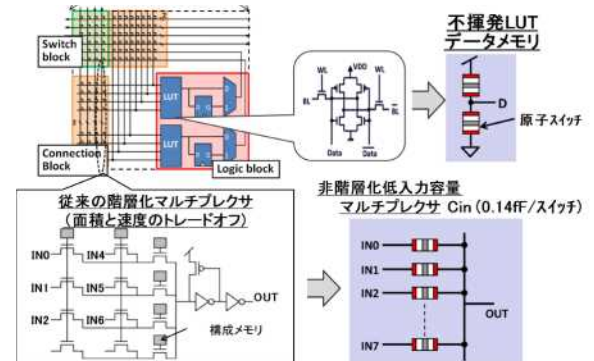 Switch
block
LUT
LUT
Connection
Block
Logic block
WL
VDD
WL
BL
BL
Data
Data
不揮発LUT
データメモリ
D
原子スイッチ
従来の階層化マルチプレクサ
(面積と速度のトレードオフ)
IN0
IN4
IN1
IN5
IN2
IN6
OUT
構成メモリ
非階層化低入力容量
マルチプレクサ Cin (0.14fF/スイッチ)
IN0
IN1
IN2
IN7
OUT